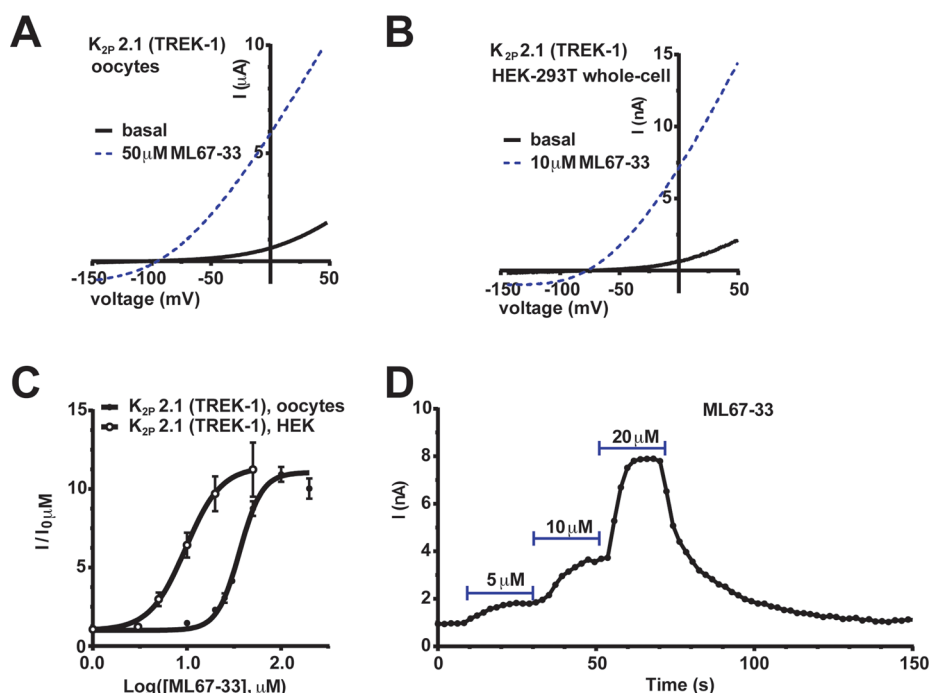 A
K2P 2.1 (TREK-1)
oocytes
basal
50μM ML67-33
I (μA)
10
5
-150
-100
-50
0
50
voltage (mV)
B
K2P 2.1 (TREK-1)
HEK-293T whole-cell
basal
10μM ML67-33
I (nA)
15
10
5
-150
-100
-50
0
50
voltage (mV)
C
K2P 2.1 (TREK-1), oocytes
K2P 2.1 (TREK-1), HEK
I/I0μM
15
10
5
0
0.0
1.0
2.0
Log([ML67-33], μM)
D
ML67-33
20μM
10μM
5μM
I (nA)
10
8
6
4
2
0
0
50
100
150
Time (s)